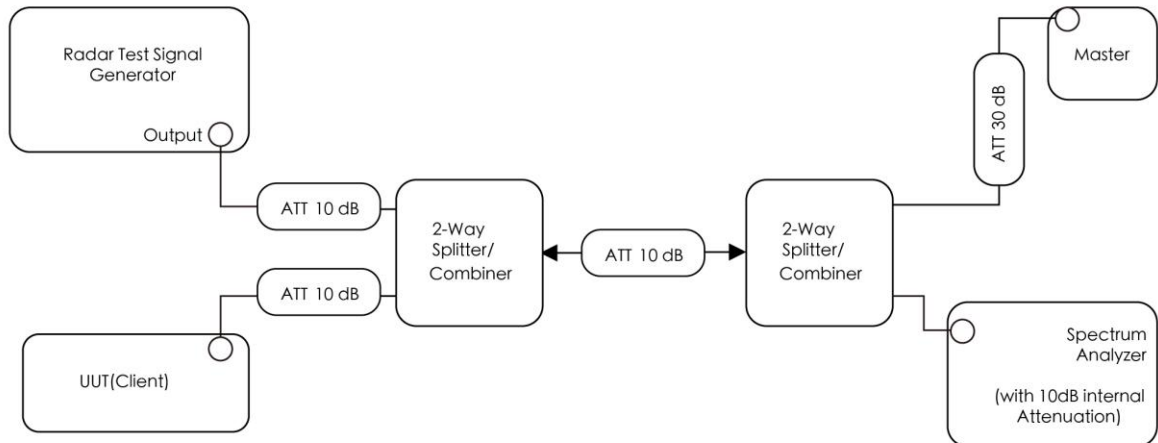 Radar Test Signal
Generator
Output
ATT 10 dB
UUT(Client)
ATT 10 dB
2-Way
Splitter/
Combiner
ATT 10 dB
2-Way
Splitter/
Combiner
ATT 30 dB
Master
Spectrum
Analyzer
(with 10dB internal
Attenuation)